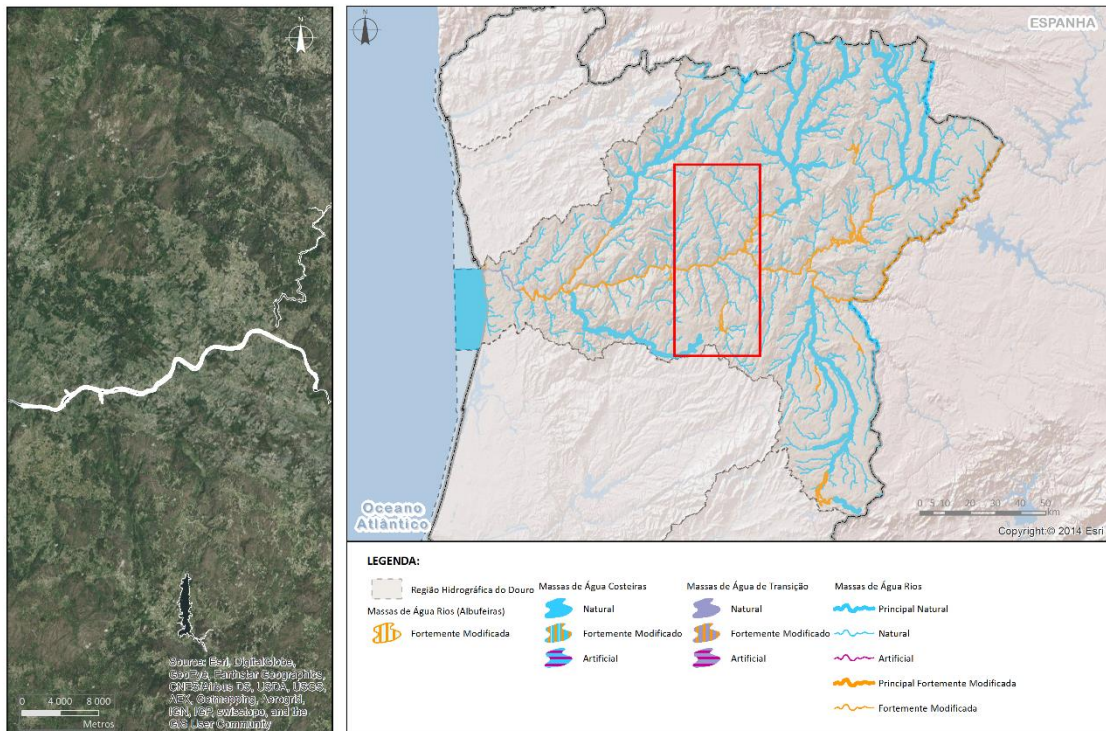 0 4.000 8.000
Metros
Source: Esri, DigitalGlobe,
GeoEye, Earthstar Geographics,
CNES/Airbus DS, USDA, USGS,
AEX, Getmapping, Aerogrid,
IGN, IGP, swisstopo, and the
GIS User Community
ESPANHA
Oceano
Atlântico
0 5 10 20 30 40 50
km
Copyright:© 2014 Esri
LEGENDA:
Região Hidrográfica do Douro
Massas de Água Rios (Albufeiras)
Fortemente Modificada
Massas de Água Costeiras
Natural
Fortemente Modificado
Artificial
Massas de Água de Transição
Natural
Fortemente Modificado
Artificial
Massas de Água Rios
Principal Natural
Natural
Artificial
Principal Fortemente Modificada
Fortemente Modificada